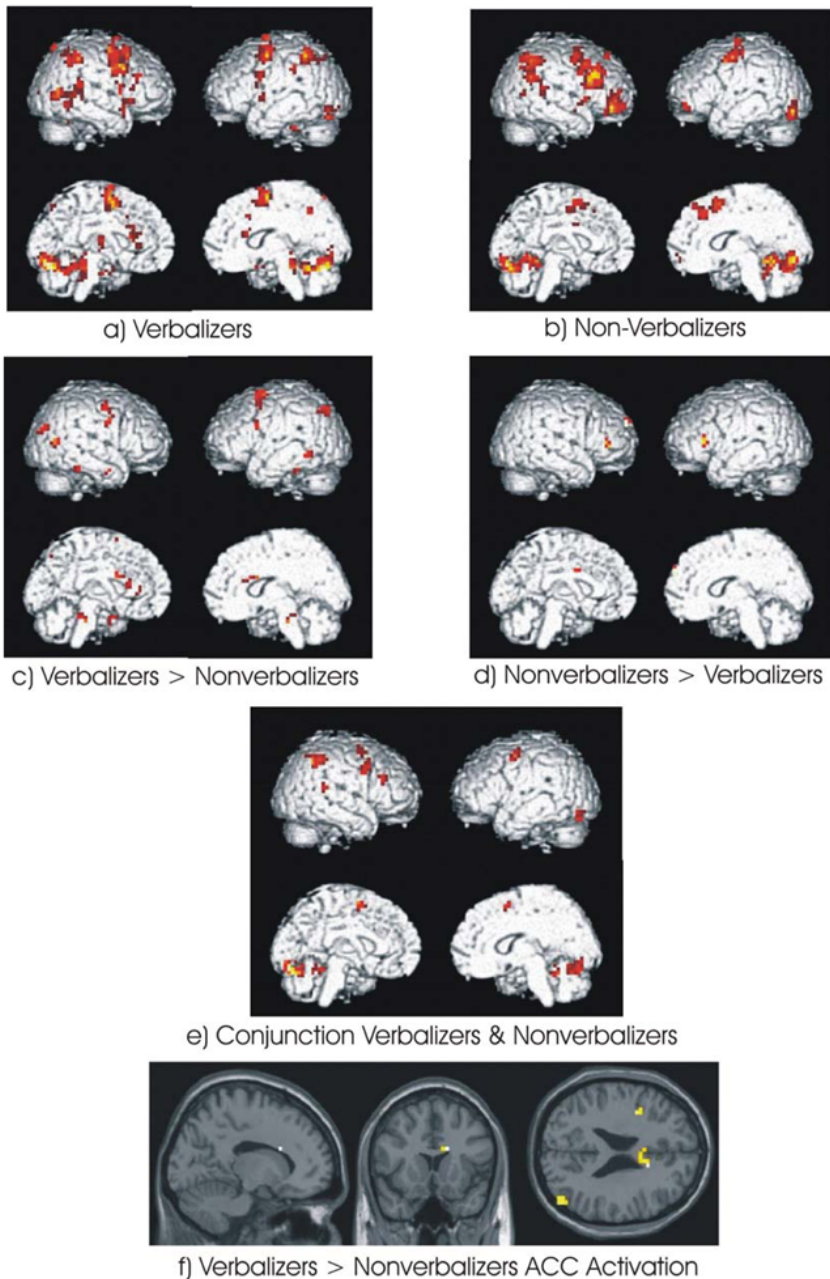 a) Verbalizers
b) Non-Verbalizers
c) Verbalizers > Nonverbalizers
d) Nonverbalizers > Verbalizers
e) Conjunction Verbalizers & Nonverbalizers
f) Verbalizers > Nonverbalizers ACC Activation